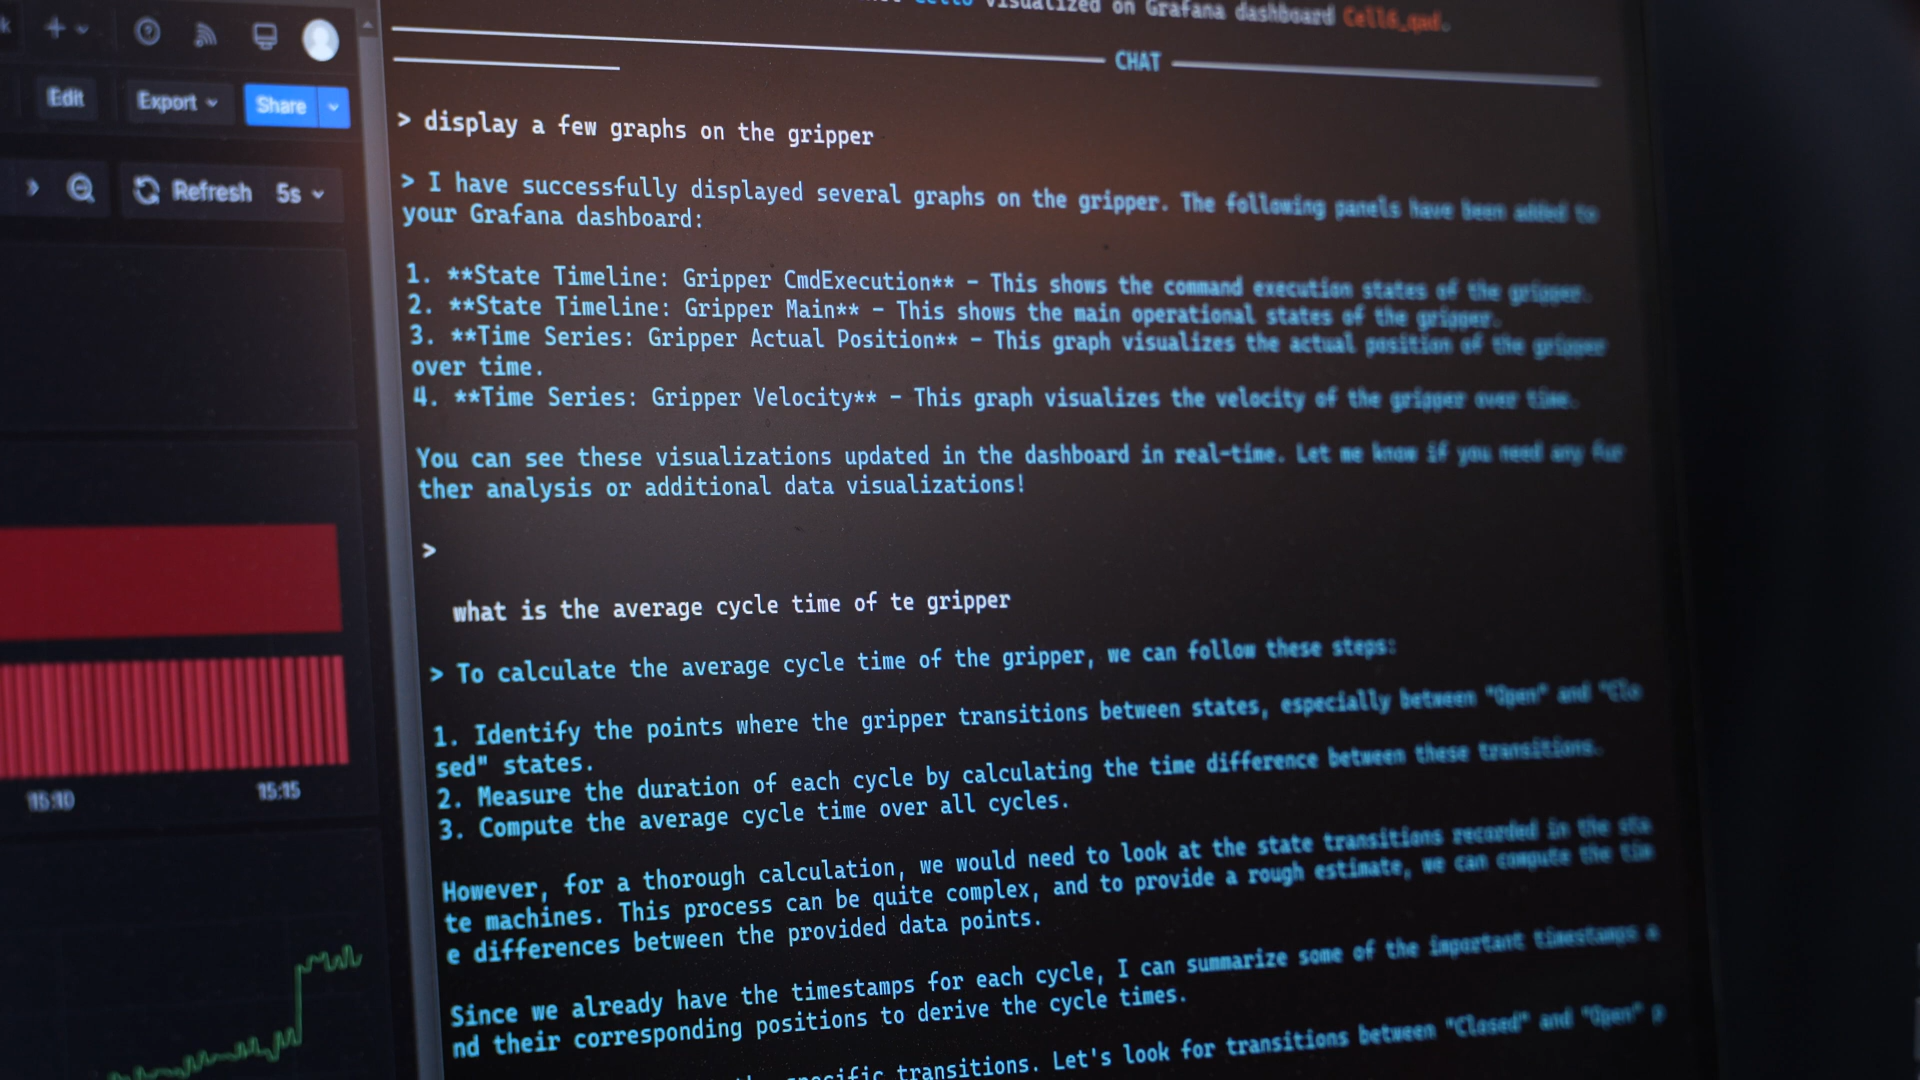 visualized on Grafana dashboard Cell6_qad.
CHAT
Edit
Export
Share
Refresh 5s
15:10
15:15
> display a few graphs on the gripper
> I have successfully displayed several graphs on the gripper. The following panels have been added to
your Grafana dashboard:
1. **State Timeline: Gripper CmdExecution** – This shows the command execution states of the gripper.
2. **State Timeline: Gripper Main** – This shows the main operational states of the gripper.
3. **Time Series: Gripper Actual Position** – This graph visualizes the actual position of the gripper
over time.
4. **Time Series: Gripper Velocity** – This graph visualizes the velocity of the gripper over time.
You can see these visualizations updated in the dashboard in real-time. Let me know if you need any fur
ther analysis or additional data visualizations!
>
what is the average cycle time of te gripper
> To calculate the average cycle time of the gripper, we can follow these steps:
1. Identify the points where the gripper transitions between states, especially between "Open" and "Clo
sed" states.
2. Measure the duration of each cycle by calculating the time difference between these transitions.
3. Compute the average cycle time over all cycles.
However, for a thorough calculation, we would need to look at the state transitions recorded in the sta
te machines. This process can be quite complex, and to provide a rough estimate, we can compute the tim
e differences between the provided data points.
Since we already have the timestamps for each cycle, I can summarize some of the important timestamps a
nd their corresponding positions to derive the cycle times.
specific transitions. Let's look for transitions between "Closed" and "Open" p